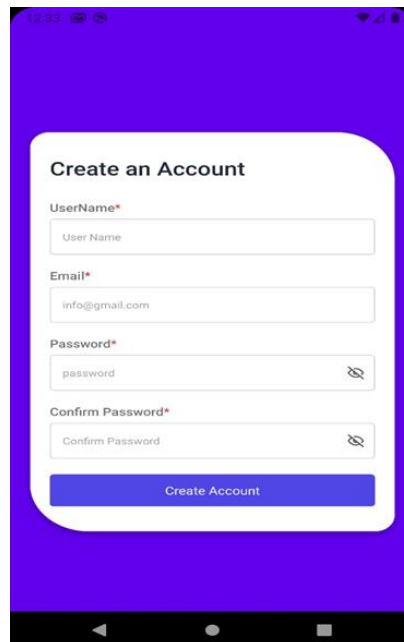 12:33
Create an Account
UserName*
User Name
Email*
info@gmail.com
Password*
password
Confirm Password*
Confirm Password
Create Account